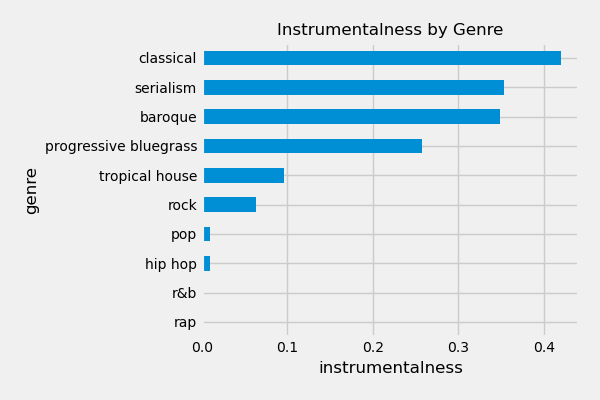 Instrumentalness by Genre
classical
serialism
baroque
progressive bluegrass
tropical house
rock
pop
hip hop
r&b
rap
genre
0.0 0.1 0.2 0.3 0.4
instrumentalness